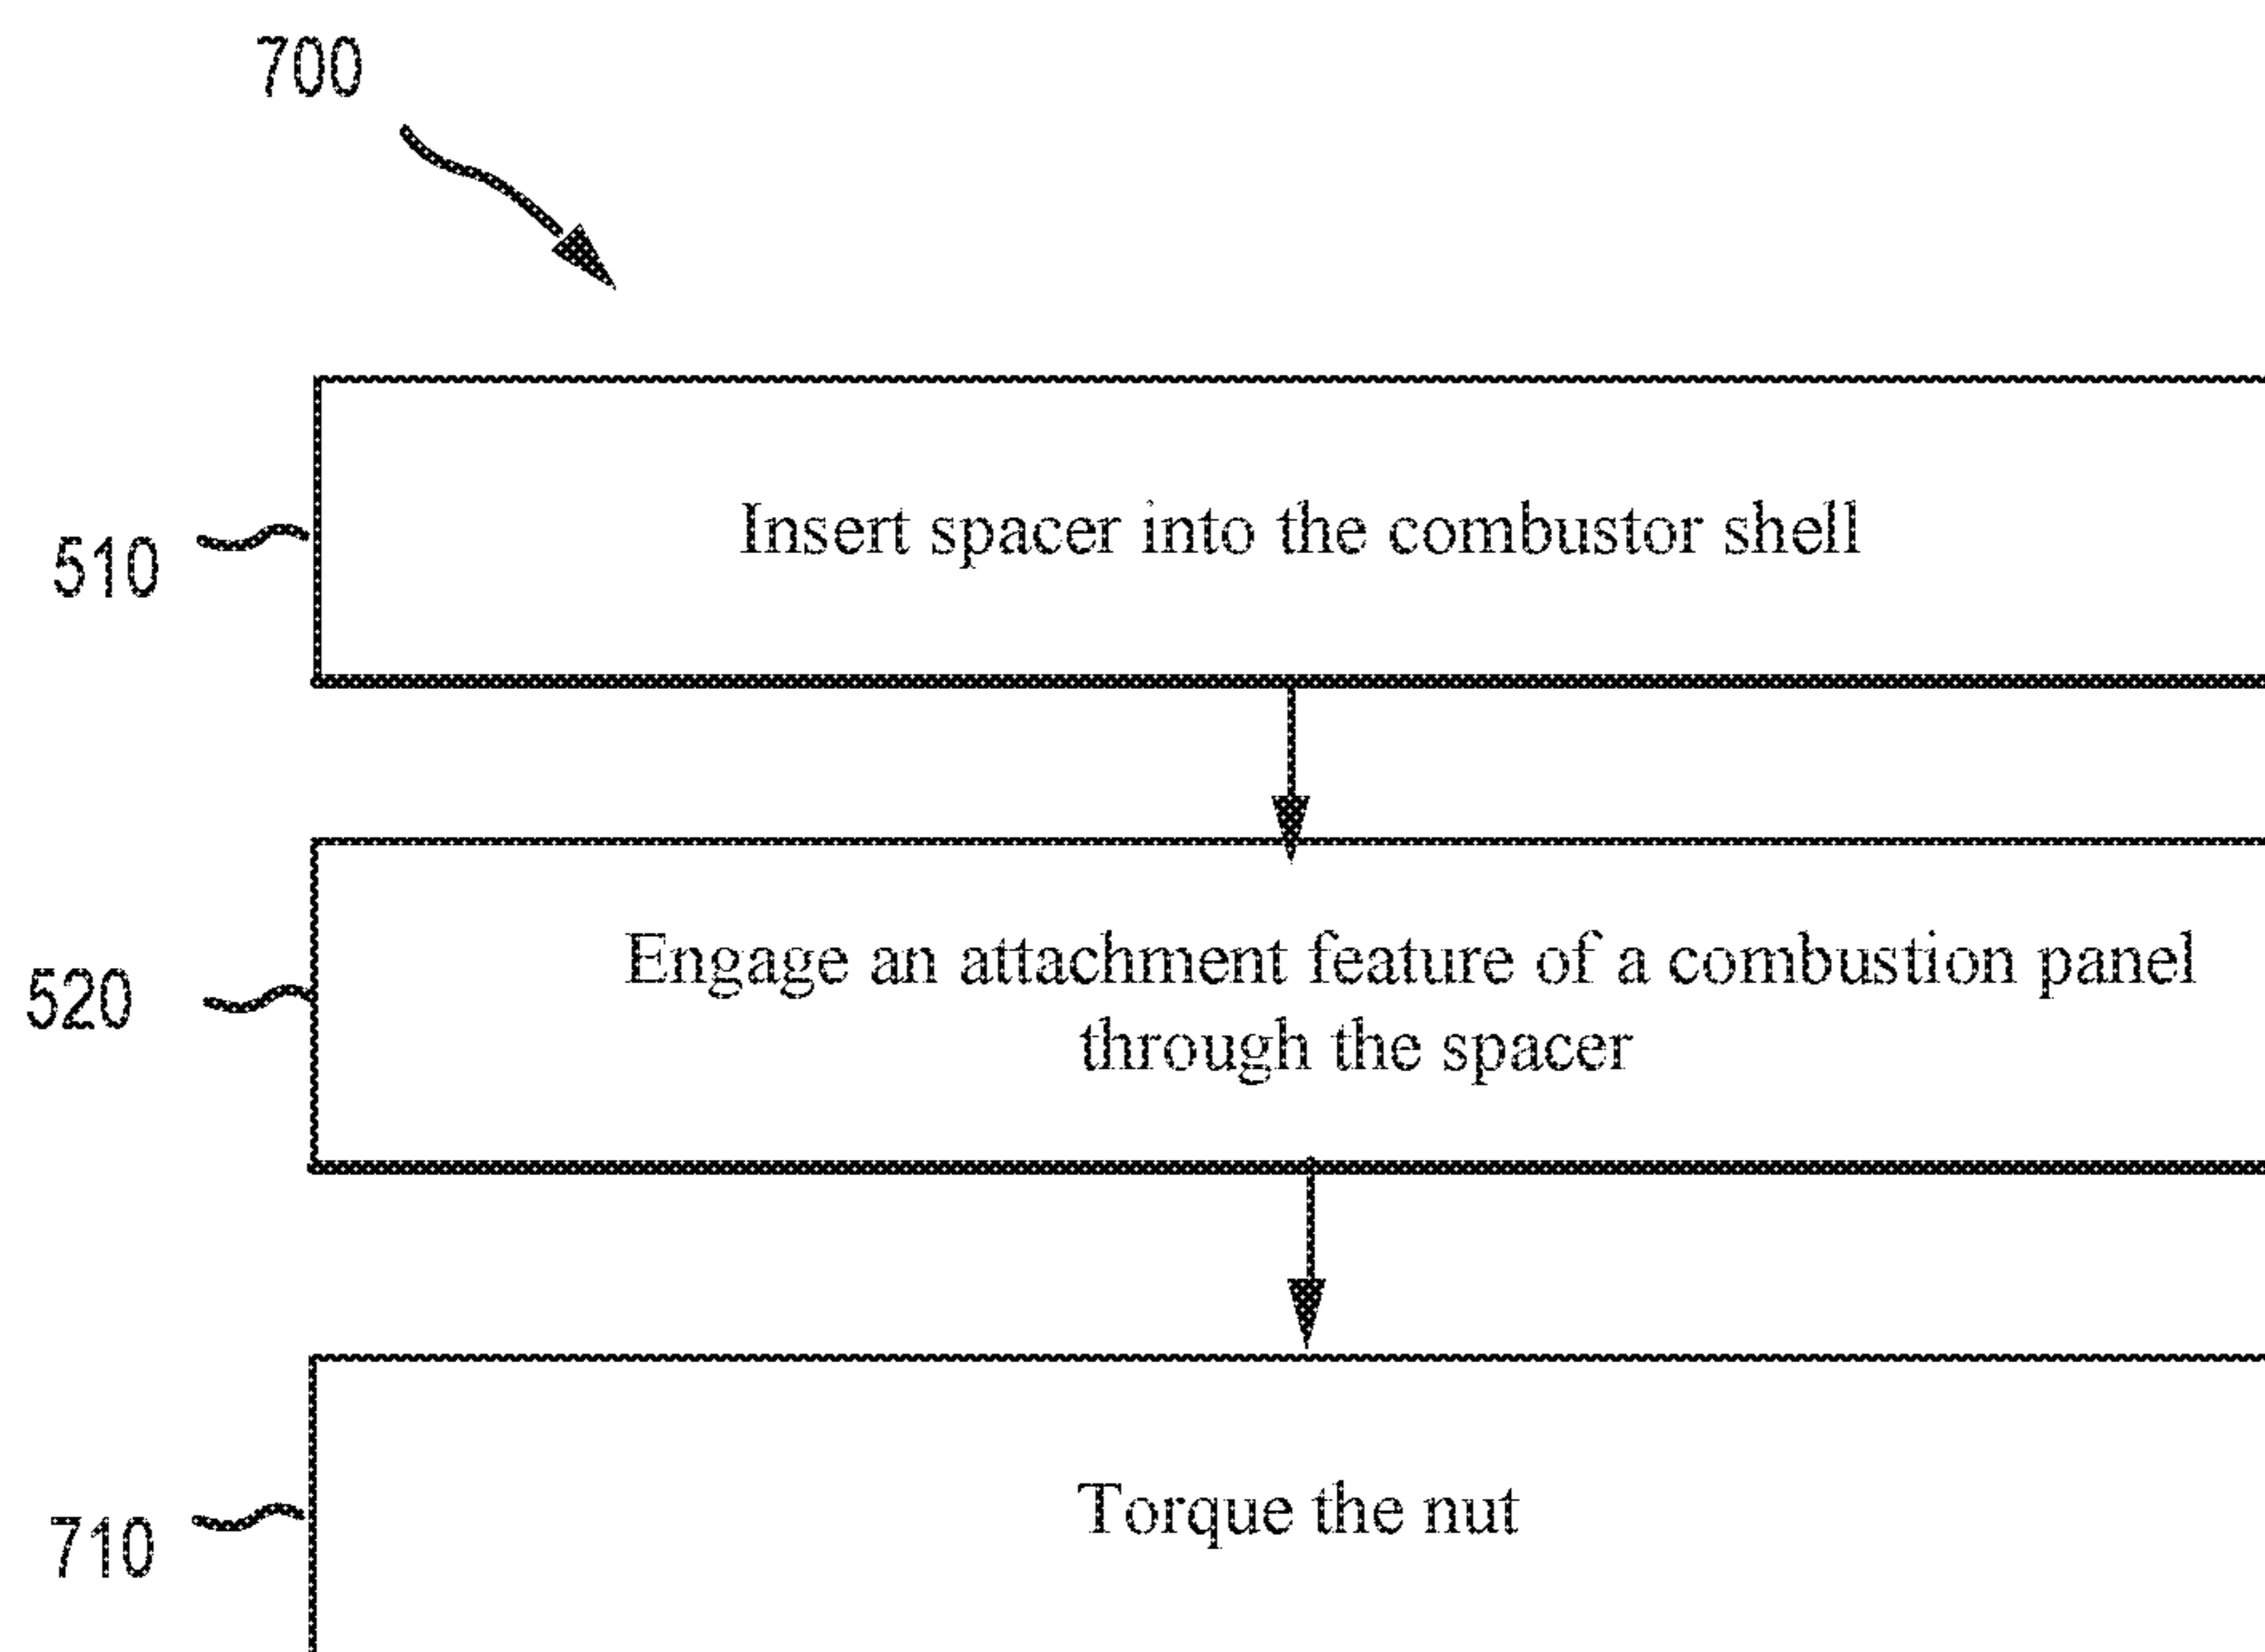 700
510
Insert spacer into the combustor shell
520
Engage an attachment feature of a combustion panel
through the spacer
710
Torque the nut